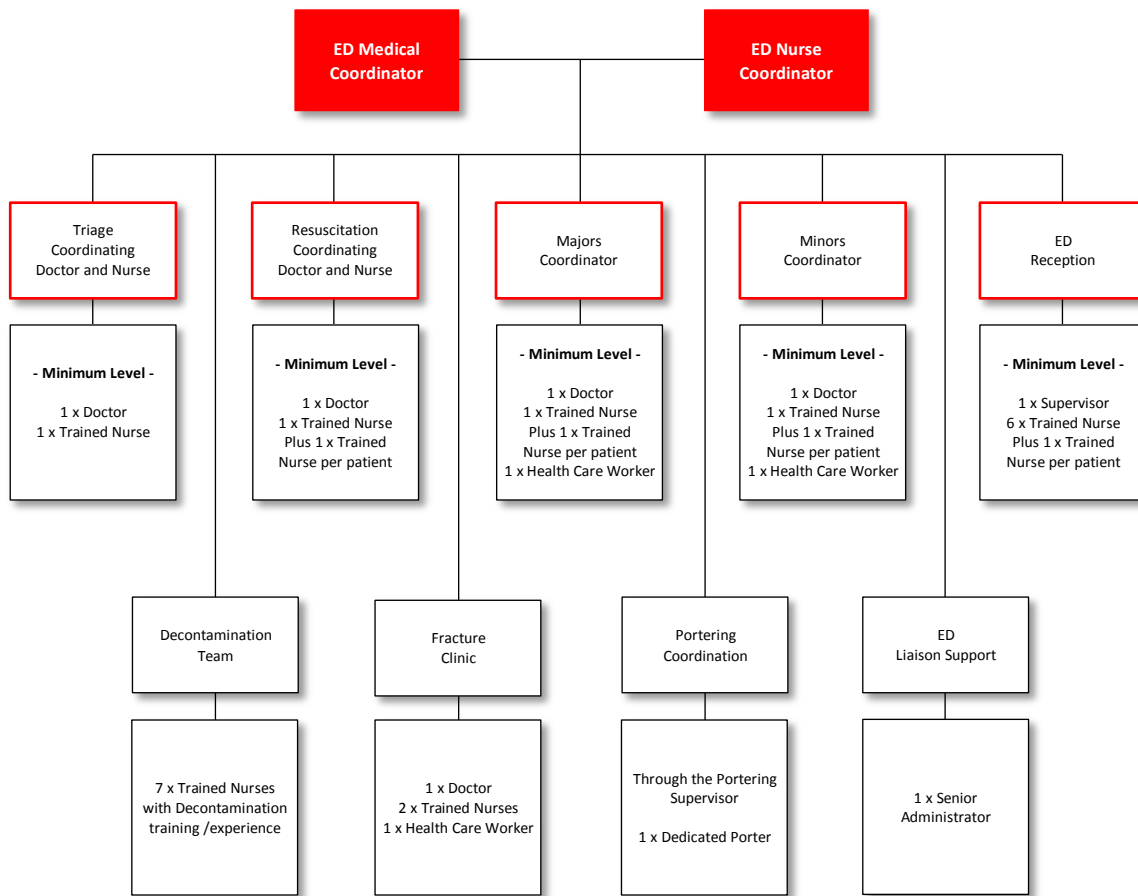 ED Medical
Coordinator
ED Nurse
Coordinator
Triage
Coordinating
Doctor and Nurse
Resuscitation
Coordinating
Doctor and Nurse
Majors
Coordinator
Minors
Coordinator
ED
Reception
- Minimum Level -
1 x Doctor
1 x Trained Nurse
- Minimum Level -
1 x Doctor
1 x Trained Nurse
Plus 1 x Trained
Nurse per patient
- Minimum Level -
1 x Doctor
1 x Trained Nurse
Plus 1 x Trained
Nurse per patient
1 x Health Care Worker
- Minimum Level -
1 x Doctor
1 x Trained Nurse
Plus 1 x Trained
Nurse per patient
1 x Health Care Worker
- Minimum Level -
1 x Supervisor
6 x Trained Nurse
Plus 1 x Trained
Nurse per patient
Decontamination
Team
Fracture
Clinic
Portering
Coordination
ED
Liaison Support
7 x Trained Nurses
with Decontamination
training /experience
1 x Doctor
2 x Trained Nurses
1 x Health Care Worker
Through the Portering
Supervisor
1 x Dedicated Porter
1 x Senior
Administrator